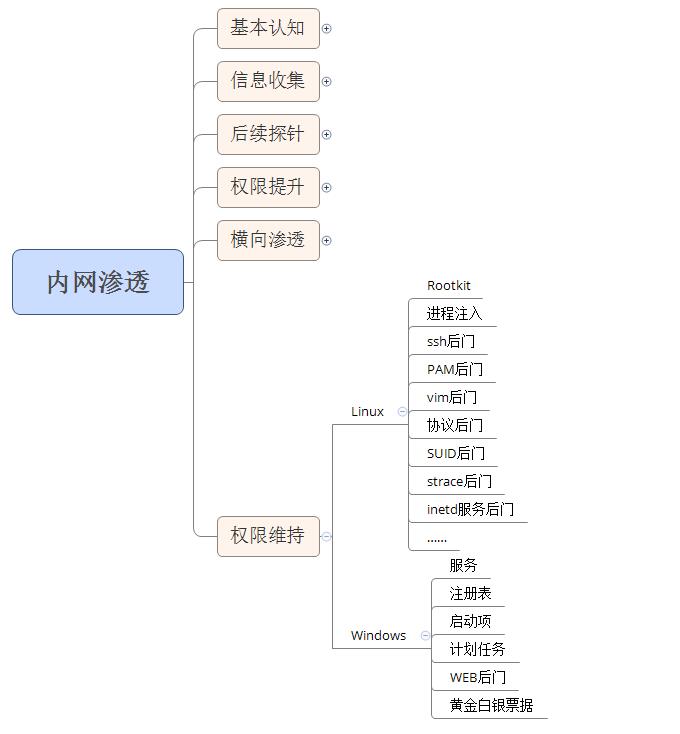 基本认知
信息收集
后续探针
权限提升
横向渗透
内网渗透
权限维持
Linux
Rootkit
进程注入
ssh后门
PAM后门
vim后门
协议后门
SUID后门
strace后门
inetd服务后门
......
Windows
服务
注册表
启动项
计划任务
WEB后门
黄金白银票据